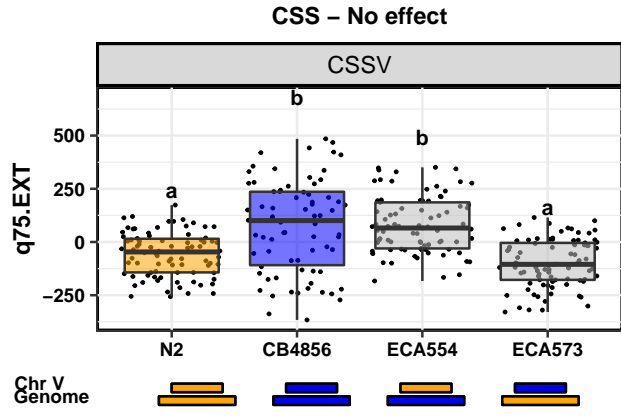 CSS – No effect
CSSV
b
b
a
a
500
250
0
−250
q75.EXT
N2 CB4856 ECA554 ECA573
Chr V
Genome